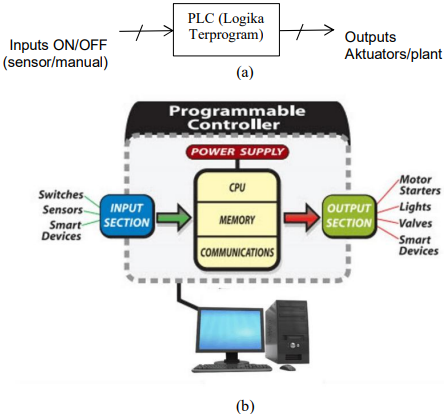 PLC (Logika
Terprogram)
Inputs ON/OFF
(sensor/manual)
Outputs
Aktuators/plant
(a)
Programmable
Controller
POWER SUPPLY
CPU
MEMORY
COMMUNICATIONS
Switches
Sensors
Smart
Devices
INPUT
SECTION
OUTPUT
SECTION
Motor
Starters
Lights
Valves
Smart
Devices
(b)